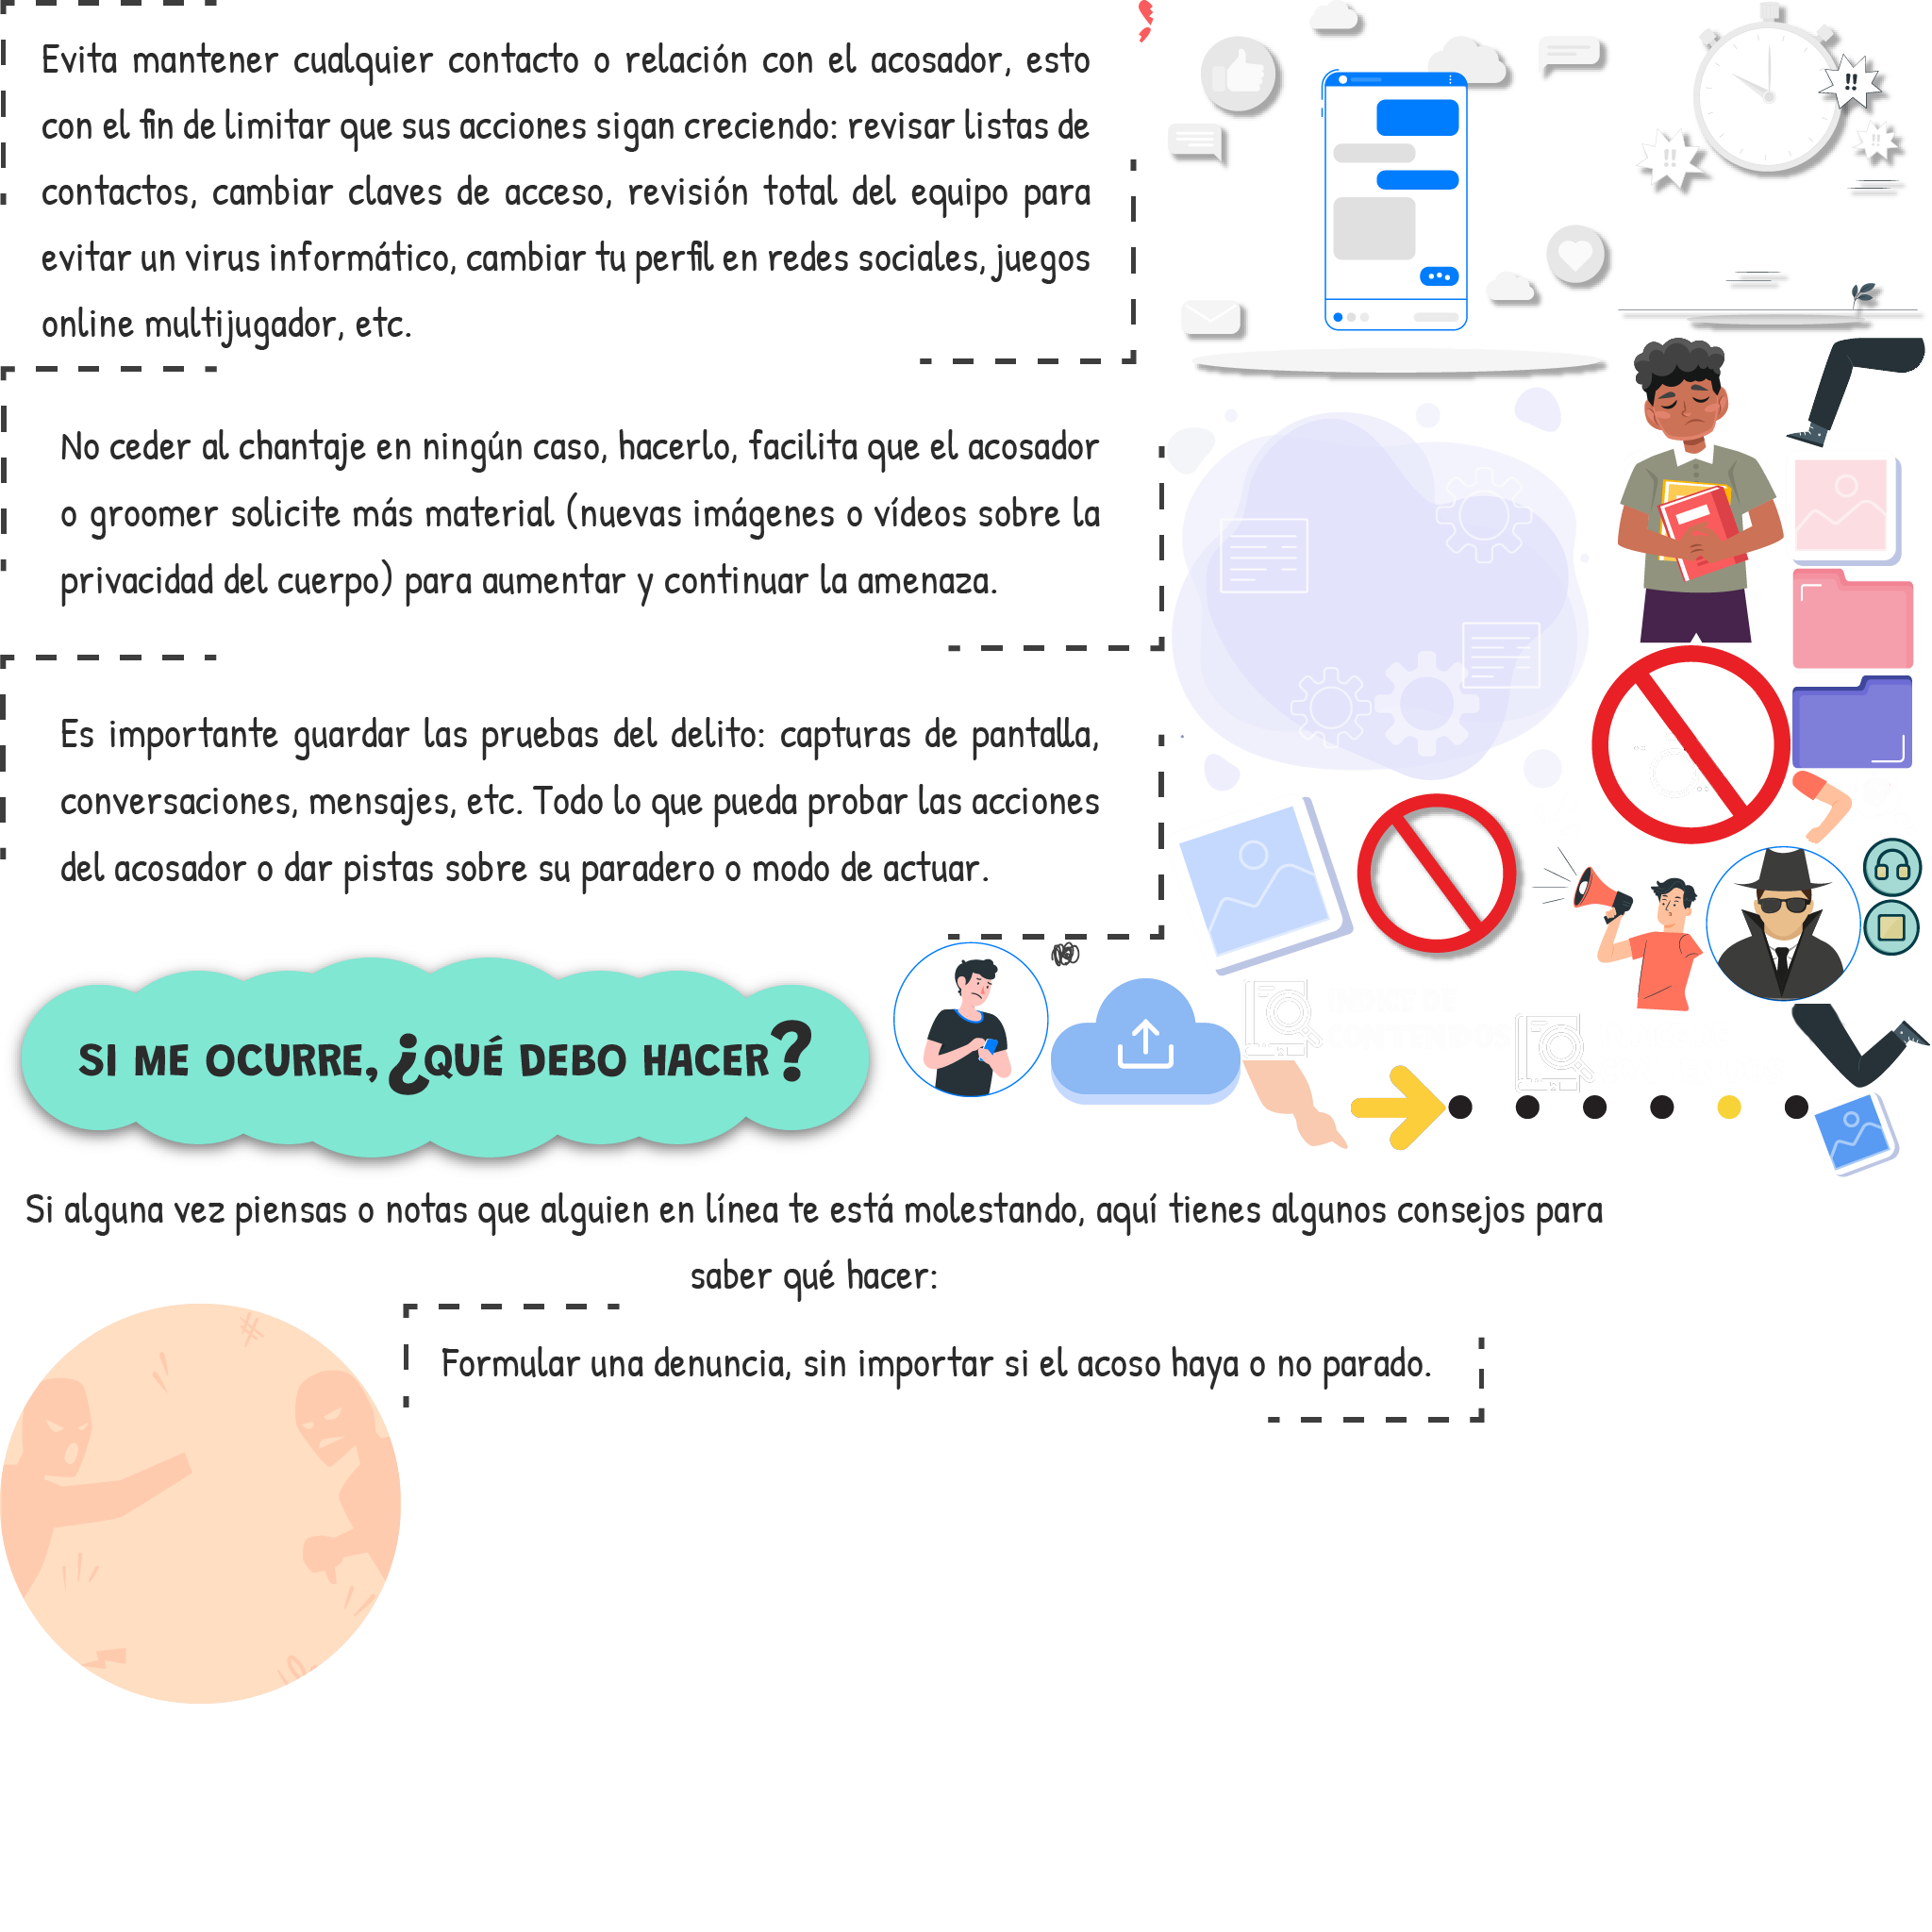 Evita mantener cualquier contacto o relación con el acosador, esto
con el fin de limitar que sus acciones sigan creciendo: revisar listas de
contactos, cambiar claves de acceso, revisión total del equipo para
evitar un virus informático, cambiar tu perfil en redes sociales, juegos
online multijugador, etc.
No ceder al chantaje en ningún caso, hacerlo, facilita que el acosador
o groomer solicite más material (nuevas imágenes o vídeos sobre la
privacidad del cuerpo) para aumentar y continuar la amenaza.
Es importante guardar las pruebas del delito: capturas de pantalla,
conversaciones, mensajes, etc. Todo lo que pueda probar las acciones
del acosador o dar pistas sobre su paradero o modo de actuar.
SI ME OCURRE, ¿QUÉ DEBO HACER?
Si alguna vez piensas o notas que alguien en línea te está molestando, aquí tienes algunos consejos para
saber qué hacer:
Formular una denuncia, sin importar si el acoso haya o no parado.
!!
!!
!!